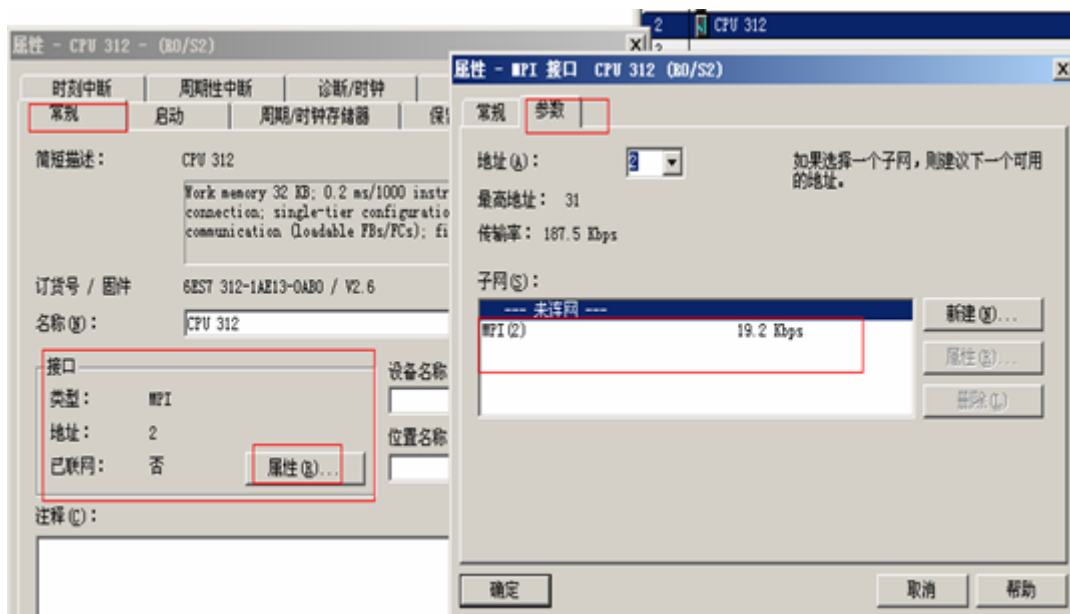 2 CPU 312
属性 - CPU 312 - (R0/S2)
时刻中断 周期性中断 诊断/时钟
常规 启动 周期/时钟存储器
简短描述： CPU 312
Work memory 32 KB; 0.2 ms/1000 instr
connection; single-tier configuratio
communication (loadable FBs/FCs); fi
订货号 / 固件 6ES7 312-1AE13-0AB0 / V2.6
名称(N)： CPU 312
接口
类型： MPI
地址： 2
已联网： 否 属性(R)...
设备名称
位置名称
注释(C)：
属性 - MPI 接口 CPU 312 (R0/S2)
常规 参数
地址(A)： 2
如果选择一个子网，则建议下一个可用
的地址。
最高地址： 31
传输率： 187.5 Kbps
子网(S)：
--- 未连网 ---
MPI(2) 19.2 Kbps
新建(N)...
属性(R)...
删除(L)
确定 取消 帮助